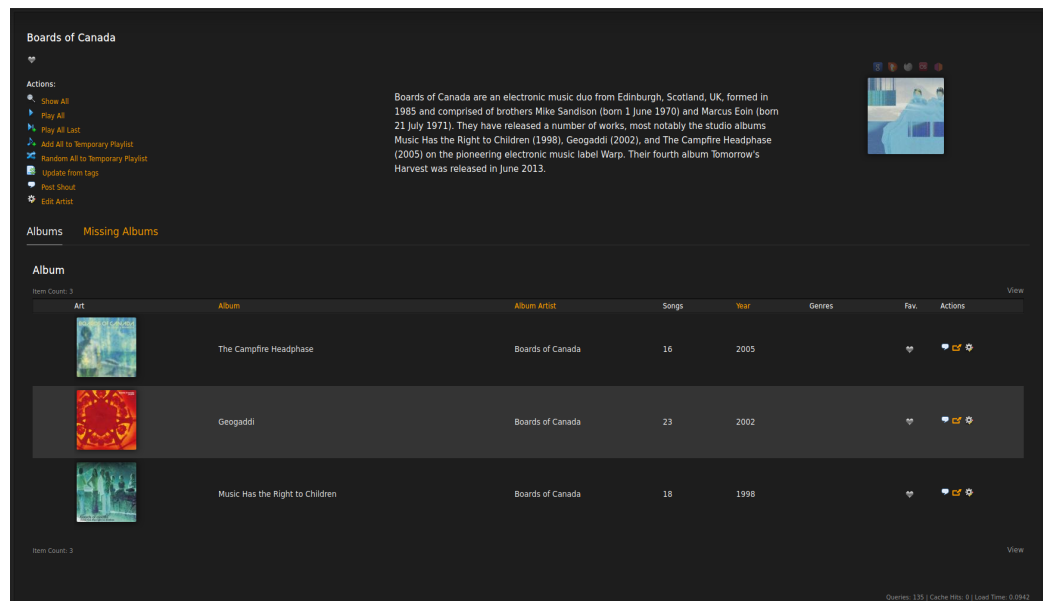 Boards of Canada
Actions:
Show All
Play All
Play All Last
Add All to Temporary Playlist
Random All to Temporary Playlist
Update from tags
Post Shout
Edit Artist
Boards of Canada are an electronic music duo from Edinburgh, Scotland, UK, formed in
1985 and comprised of brothers Mike Sandison (born 1 June 1970) and Marcus Eoin (born
21 July 1971). They have released a number of works, most notably the studio albums
Music Has the Right to Children (1998), Geogaddi (2002), and The Campfire Headphase
(2005) on the pioneering electronic music label Warp. Their fourth album Tomorrow's
Harvest was released in June 2013.
Albums Missing Albums
Album
Item Count: 3 View
Art Album Album Artist Songs Year Genres Fav. Actions
The Campfire Headphase Boards of Canada 16 2005
Geogaddi Boards of Canada 23 2002
Music Has the Right to Children Boards of Canada 18 1998
Item Count: 3 View
Queries: 135 | Cache Hits: 0 | Load Time: 0.0942